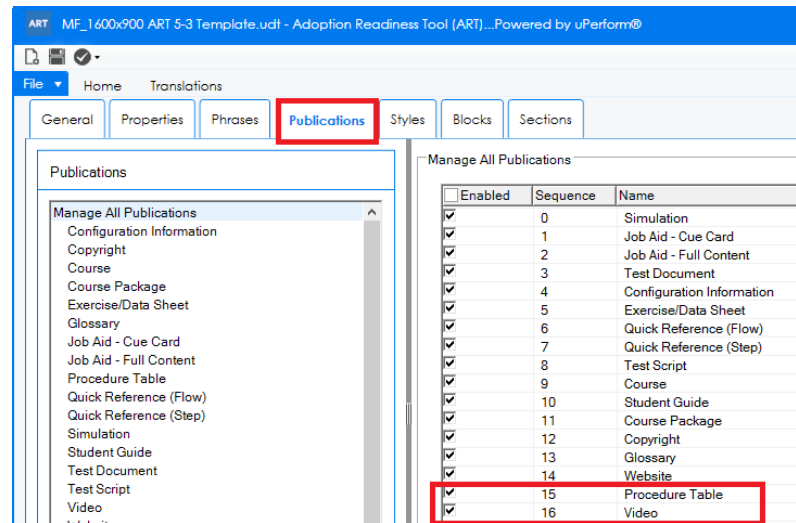 ART MF_1600x900 ART 5-3 Template.udt - Adoption Readiness Tool (ART)...Powered by uPerform®
File Home Translations
General Properties Phrases Publications Styles Blocks Sections
Publications
Manage All Publications
Configuration Information
Copyright
Course
Course Package
Exercise/Data Sheet
Glossary
Job Aid - Cue Card
Job Aid - Full Content
Procedure Table
Quick Reference (Flow)
Quick Reference (Step)
Simulation
Student Guide
Test Document
Test Script
Video
Manage All Publications
Enabled Sequence Name
0 Simulation
1 Job Aid - Cue Card
2 Job Aid - Full Content
3 Test Document
4 Configuration Information
5 Exercise/Data Sheet
6 Quick Reference (Flow)
7 Quick Reference (Step)
8 Test Script
9 Course
10 Student Guide
11 Course Package
12 Copyright
13 Glossary
14 Website
15 Procedure Table
16 Video